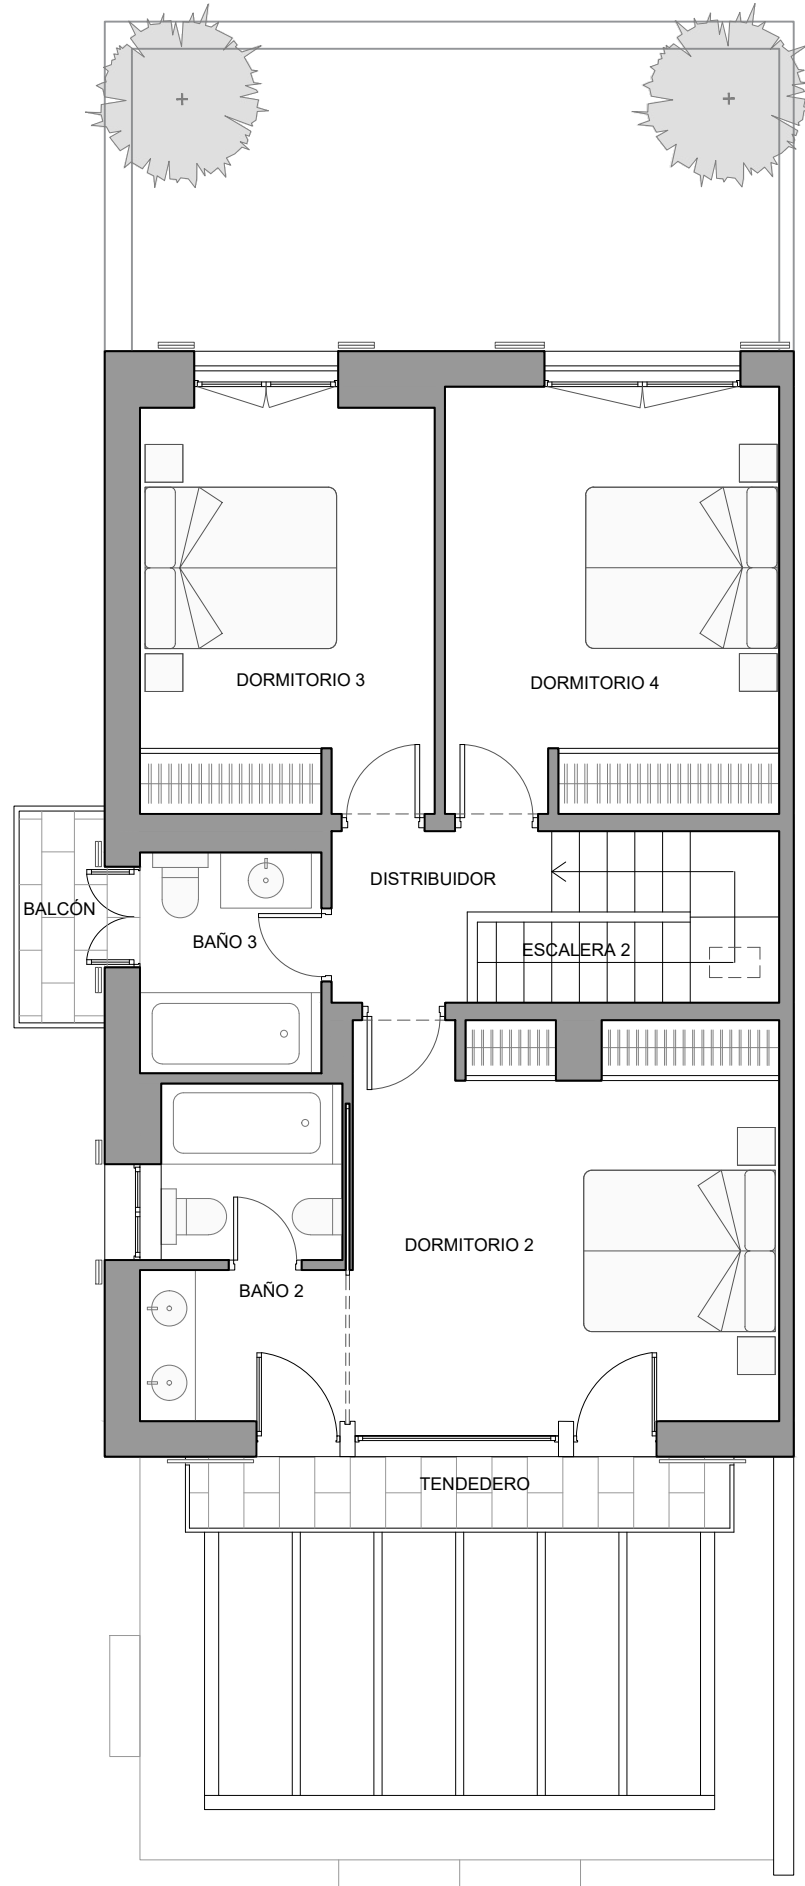 DORMITORIO 3
DORMITORIO 4
DISTRIBUIDOR
BALCÓN
BAÑO 3
ESCALERA 2
DORMITORIO 2
BAÑO 2
TENDEDERO